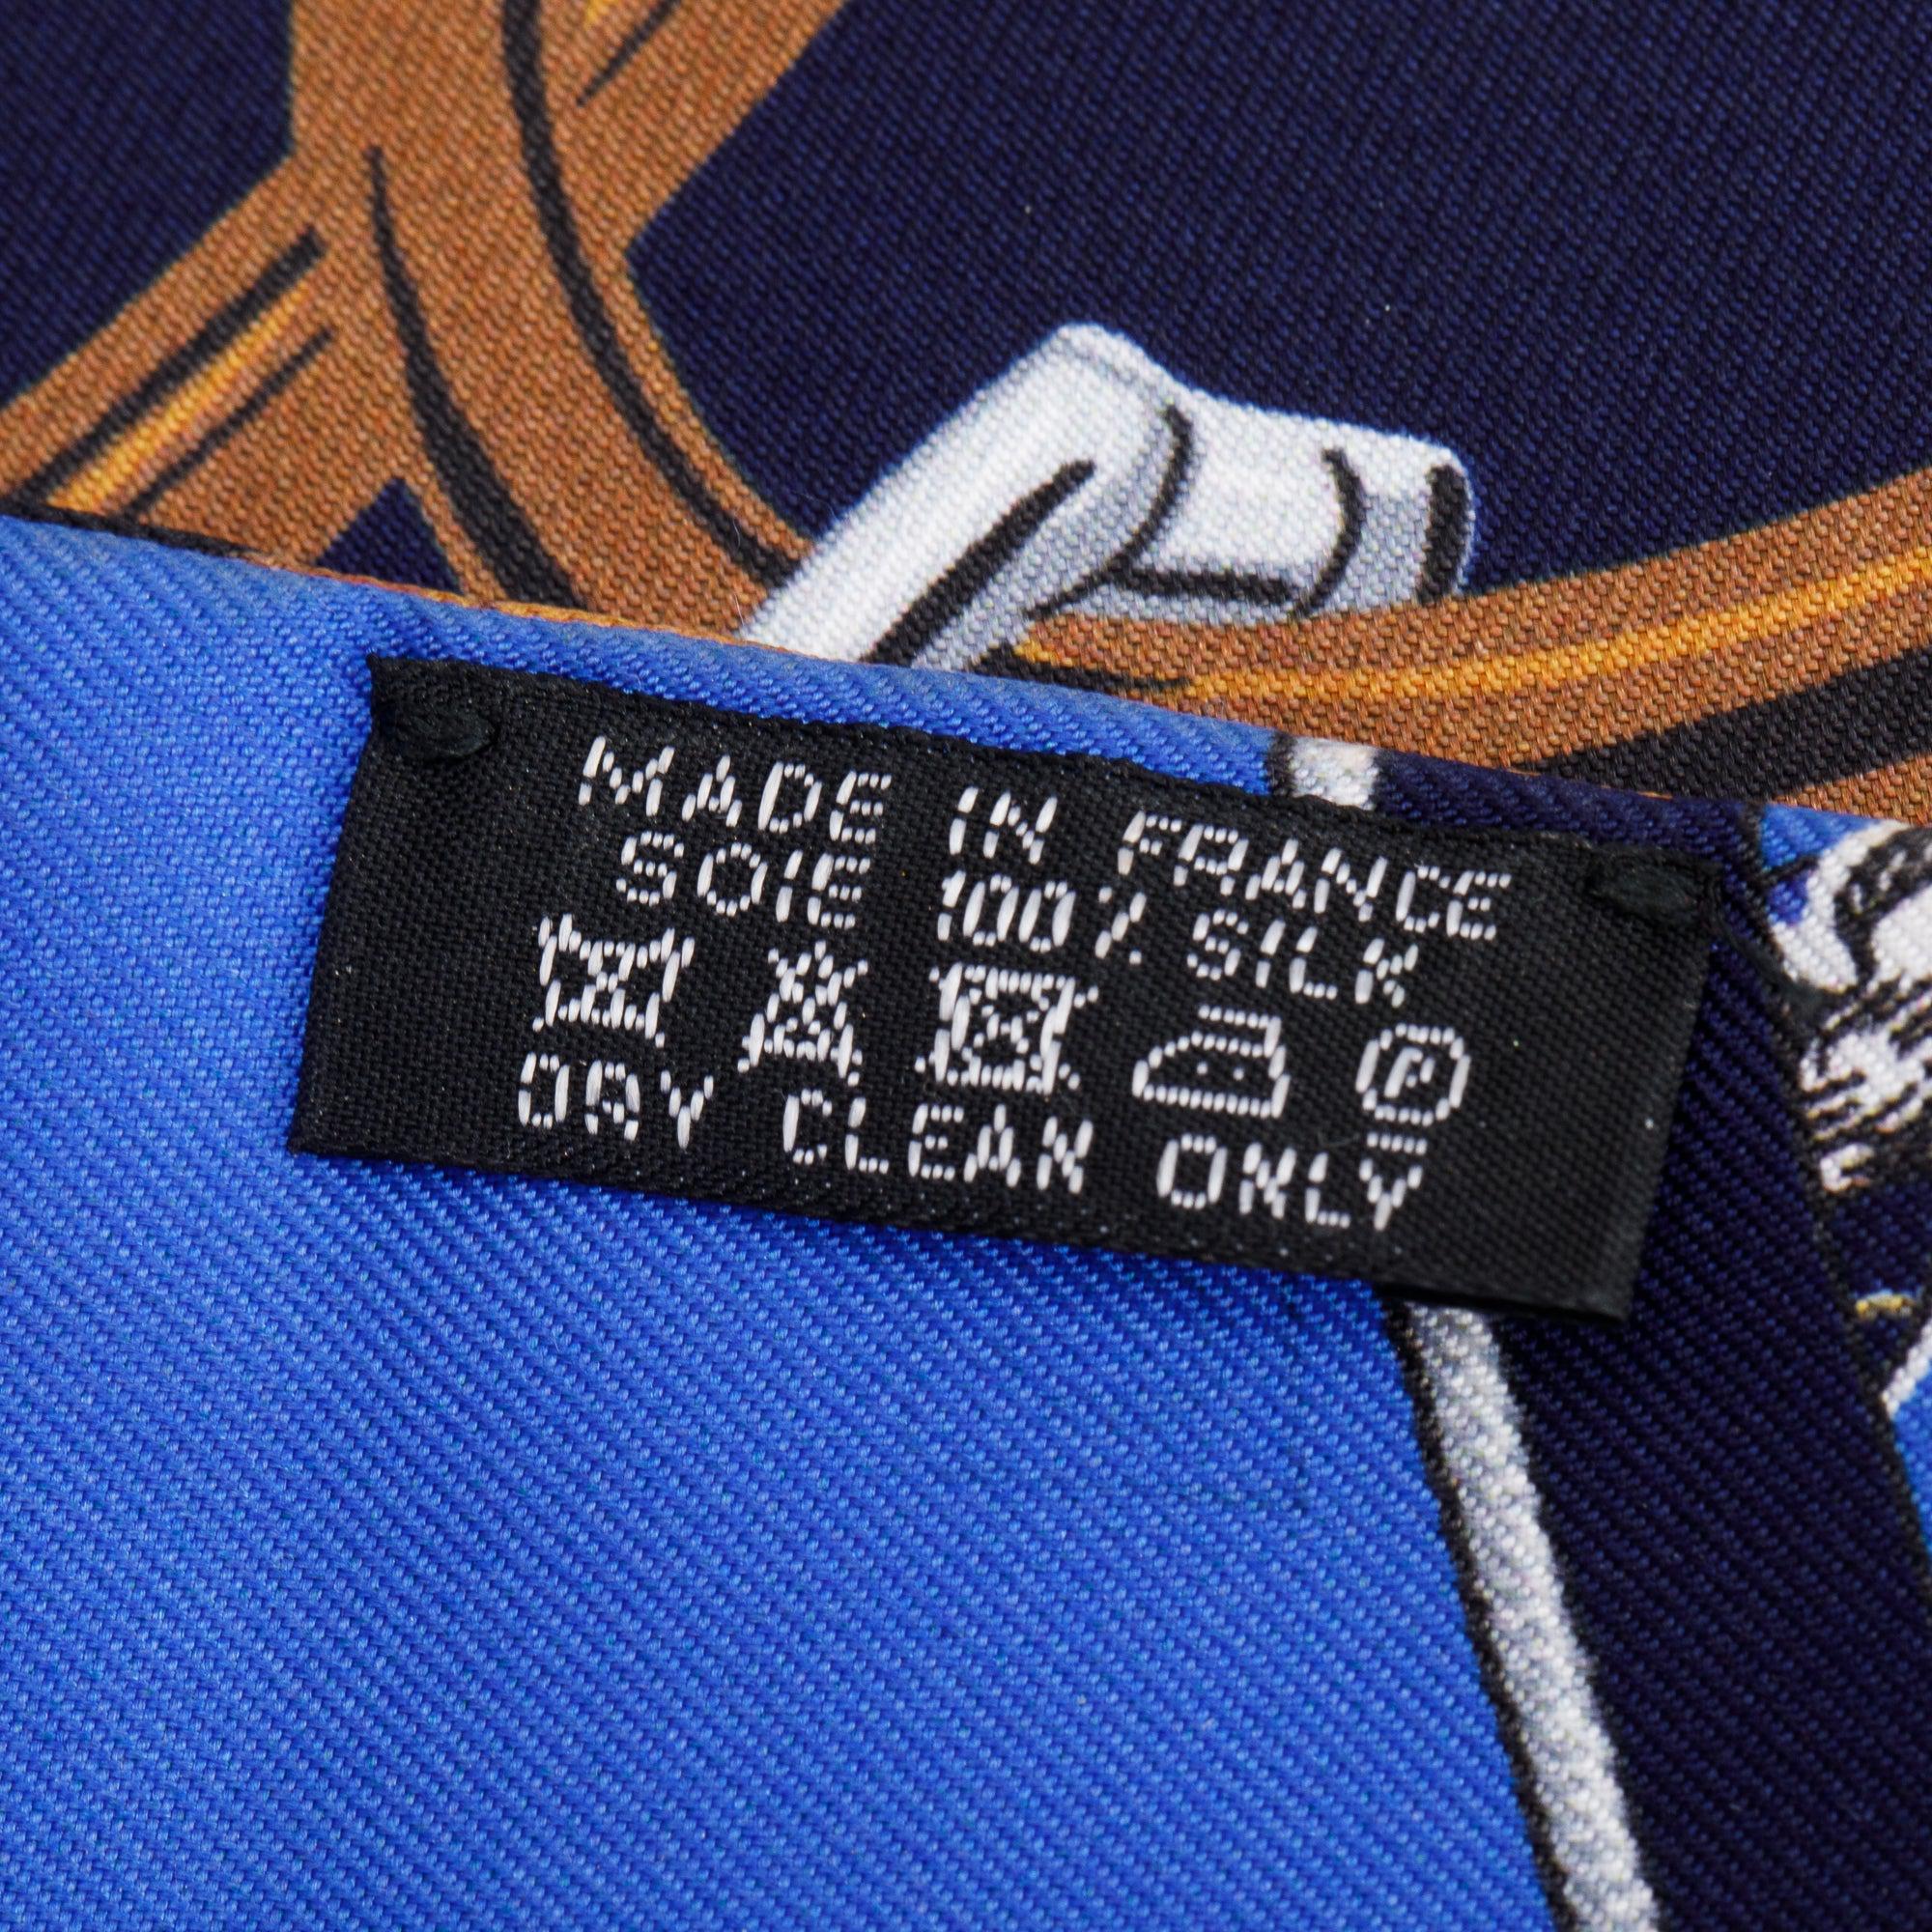 MADE IN FRANCE
SOIE 100% SILK
P
DRY CLEAN ONLY